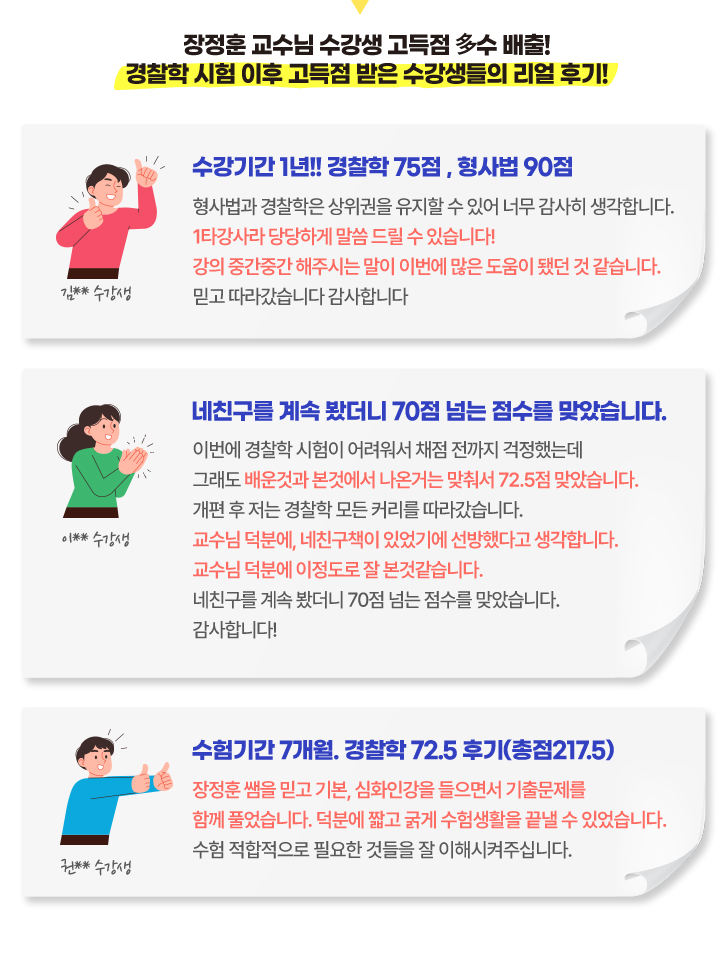 장정훈 교수님 수강생 고득점 多수 배출!
경찰학 시험 이후 고득점 받은 수강생들의 리얼 후기!
수강기간 1년!! 경찰학 75점 , 형사법 90점
형사법과 경찰학은 상위권을 유지할 수 있어 너무 감사히 생각합니다.
1타강사라 당당하게 말씀 드릴 수 있습니다!
강의 중간중간 해주시는 말이 이번에 많은 도움이 됐던 것 같습니다.
믿고 따라갔습니다 감사합니다
김** 수강생
네친구를 계속 봤더니 70점 넘는 점수를 맞았습니다.
이번에 경찰학 시험이 어려워서 채점 전까지 걱정했는데
그래도 배운것과 본것에서 나온거는 맞춰서 72.5점 맞았습니다.
개편 후 저는 경찰학 모든 커리를 따라갔습니다.
교수님 덕분에, 네친구책이 있었기에 선방했다고 생각합니다.
교수님 덕분에 이정도로 잘 본것같습니다.
네친구를 계속 봤더니 70점 넘는 점수를 맞았습니다.
감사합니다!
이** 수강생
수험기간 7개월. 경찰학 72.5 후기(총점217.5)
장정훈 쌤을 믿고 기본, 심화인강을 들으면서 기출문제를
함께 풀었습니다. 덕분에 짧고 굵게 수험생활을 끝낼 수 있었습니다.
수험 적합적으로 필요한 것들을 잘 이해시켜주십니다.
권** 수강생